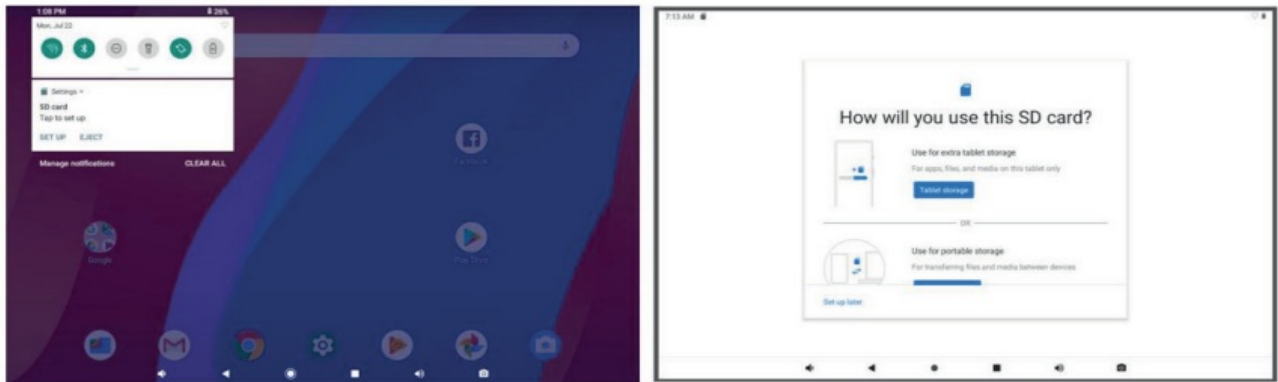 1:08 PM 26%
Mon, Jul 22
Settings
SD card
Tap to set up
SET UP EJECT
Manage notifications CLEAR ALL
Facebook
Google
Play Store
7:13 AM
How will you use this SD card?
Use for extra tablet storage
For apps, files, and media on this tablet only
Tablet storage
OR
Use for portable storage
For transferring files and media between devices
Set up later